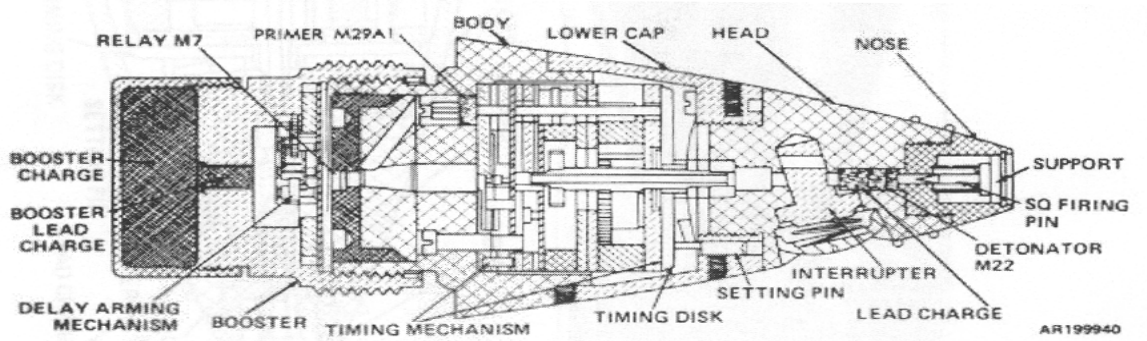 RELAY M7
PRIMER M29A1
BODY
LOWER CAP
HEAD
NOSE
BOOSTER
CHARGE
BOOSTER
LEAD
CHARGE
DELAY ARMING
MECHANISM
BOOSTER
TIMING MECHANISM
TIMING DISK
SETTING PIN
INTERRUPTER
LEAD CHARGE
DETONATOR
M22
SQ FIRING
PIN
SUPPORT
AR199940